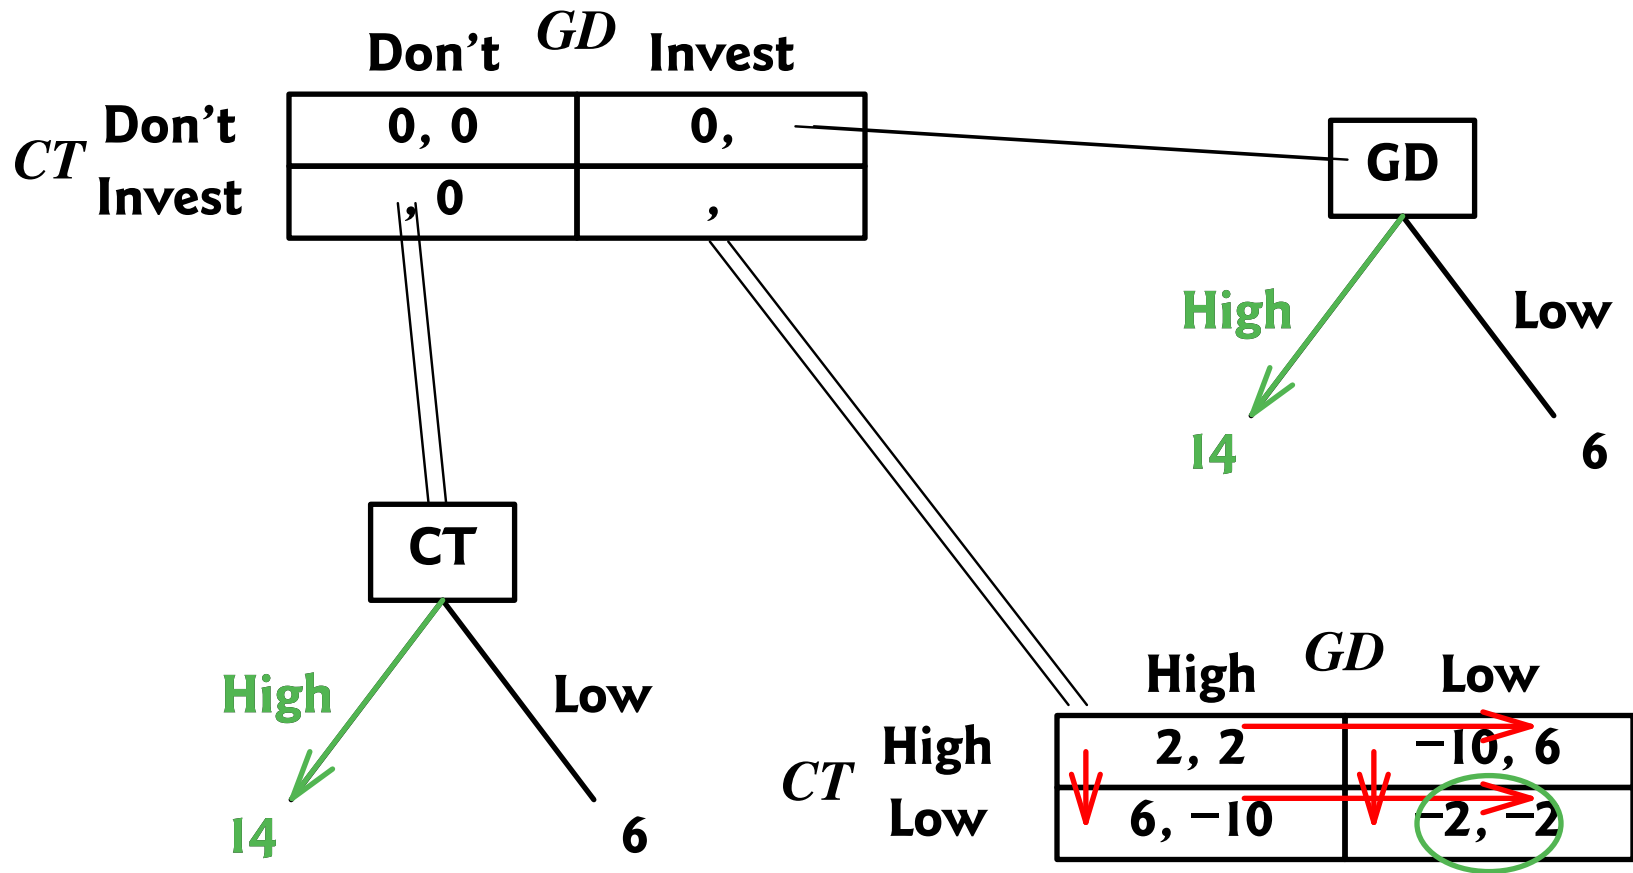 GD
Don't Invest
CT
Don't 0, 0 0,
Invest , 0 ,
GD
High Low
14 6
CT
High Low
14 6
GD
High Low
CT
High 2, 2 −10, 6
Low 6, −10 −2, −2